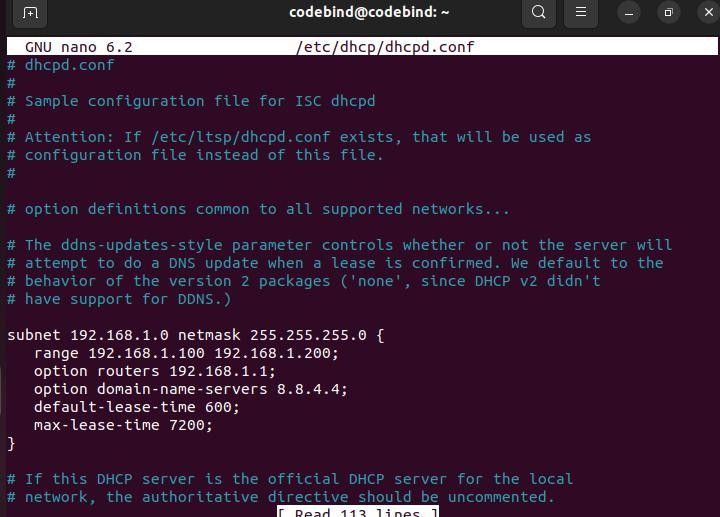 codebind@codebind: ~
GNU nano 6.2 /etc/dhcp/dhcpd.conf
# dhcpd.conf
#
# Sample configuration file for ISC dhcpd
#
# Attention: If /etc/ltsp/dhcpd.conf exists, that will be used as
# configuration file instead of this file.
#
# option definitions common to all supported networks...
# The ddns-updates-style parameter controls whether or not the server will
# attempt to do a DNS update when a lease is confirmed. We default to the
# behavior of the version 2 packages ('none', since DHCP v2 didn't
# have support for DDNS.)
subnet 192.168.1.0 netmask 255.255.255.0 {
range 192.168.1.100 192.168.1.200;
option routers 192.168.1.1;
option domain-name-servers 8.8.4.4;
default-lease-time 600;
max-lease-time 7200;
}
# If this DHCP server is the official DHCP server for the local
# network, the authoritative directive should be uncommented.
[ Read 113 lines ]